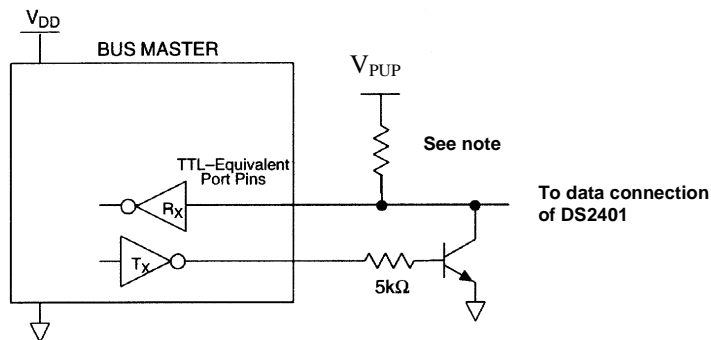 VDD
BUS MASTER
VPUP
See note
TTL–Equivalent
Port Pins
RX
To data connection
of DS2401
TX
5kΩ